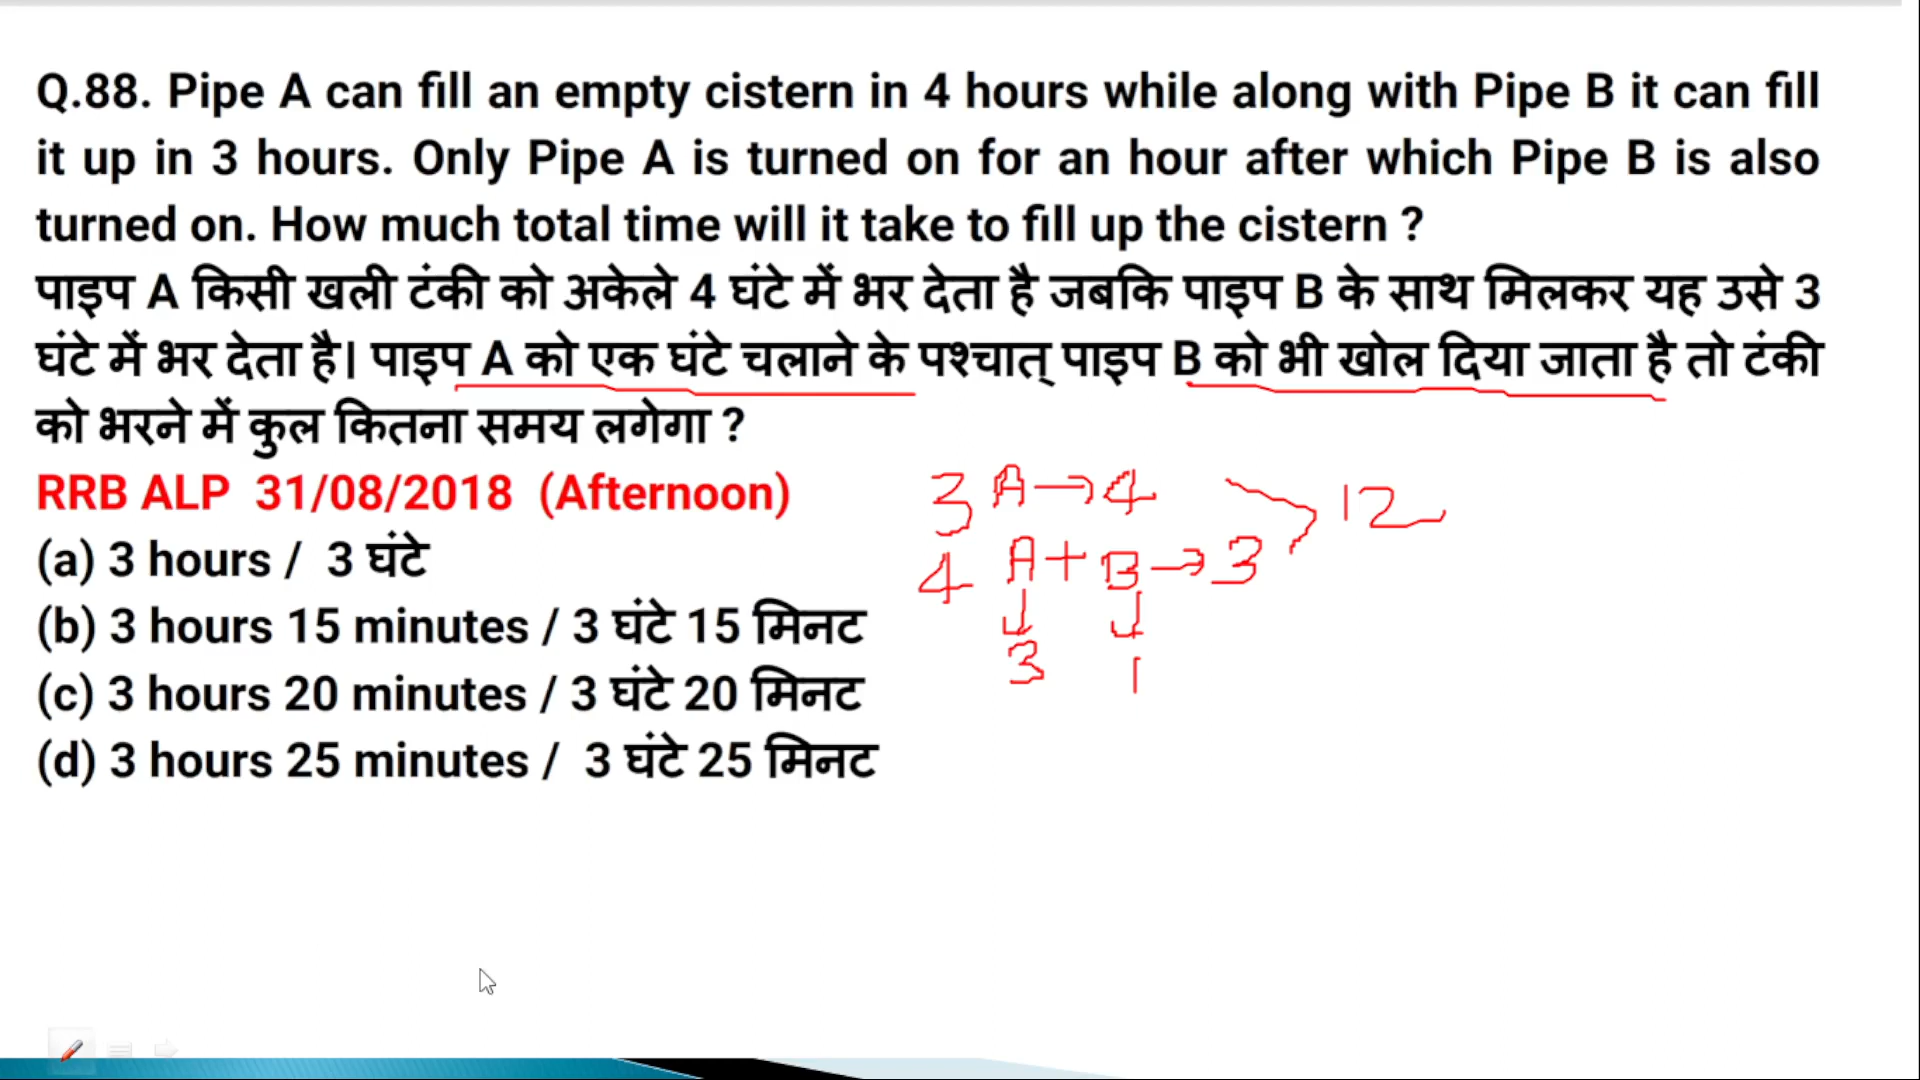 Q.88. Pipe A can fill an empty cistern in 4 hours while along with Pipe B it can fill
it up in 3 hours. Only Pipe A is turned on for an hour after which Pipe B is also
turned on. How much total time will it take to fill up the cistern ?
पाइप A किसी खली टंकी को अकेले 4 घंटे में भर देता है जबकि पाइप B के साथ मिलकर यह उसे 3
घंटे में भर देता है। पाइप A को एक घंटे चलाने के पश्चात् पाइप B को भी खोल दिया जाता है तो टंकी
को भरने में कुल कितना समय लगेगा ?
RRB ALP 31/08/2018 (Afternoon)
(a) 3 hours / 3 घंटे
(b) 3 hours 15 minutes / 3 घंटे 15 मिनट
(c) 3 hours 20 minutes / 3 घंटे 20 मिनट
(d) 3 hours 25 minutes / 3 घंटे 25 मिनट
3 A→4 12
4 A+B→3
3 1